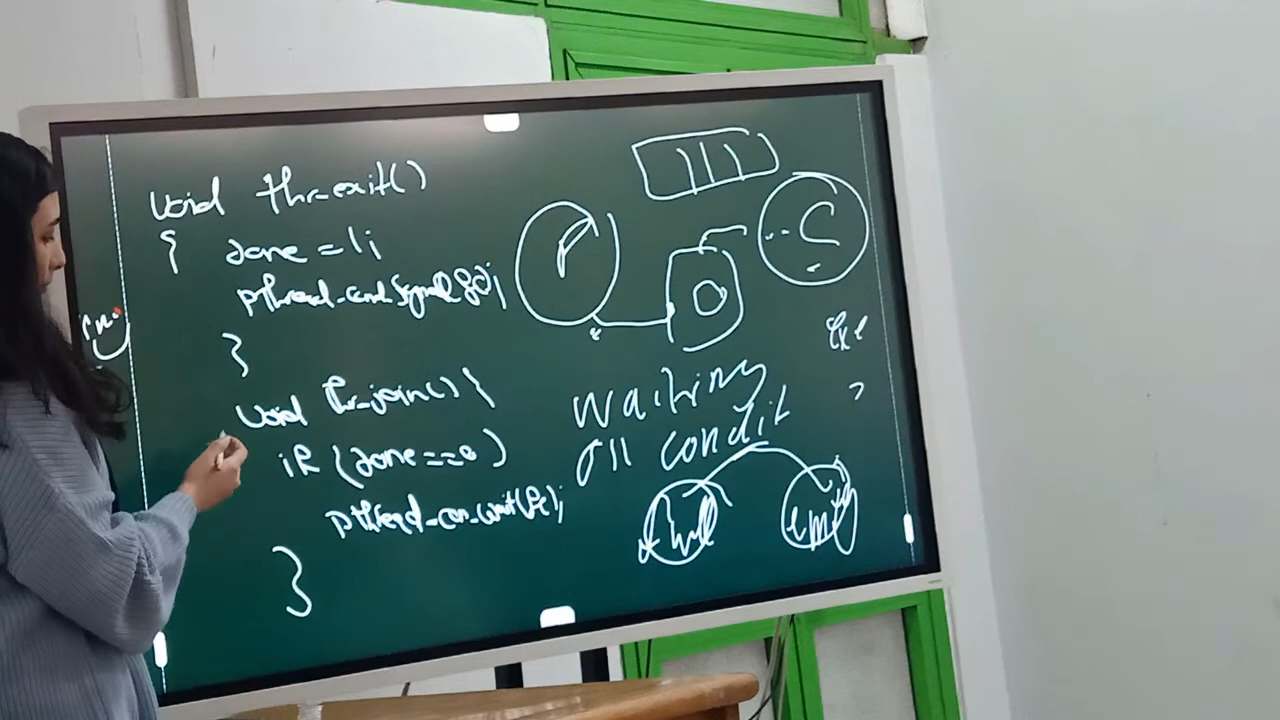 void thr_exit()
{ done = 1;
pthread_cond_signal(&c);
}
void thr_join() {
if (done == 0)
pthread_con_wait(&c);
}
P
C
waiting
on condit